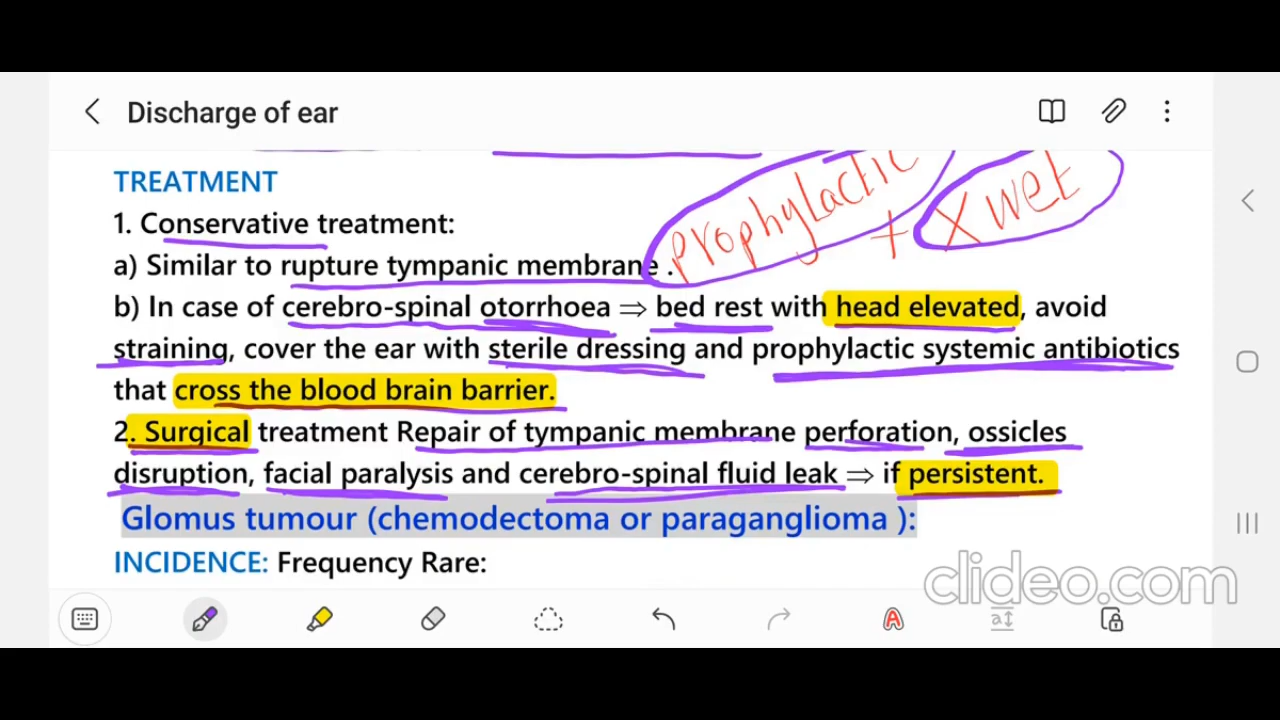 Discharge of ear
TREATMENT
prophylactic + X wet
1. Conservative treatment:
a) Similar to rupture tympanic membrane .
b) In case of cerebro-spinal otorrhoea ⇒ bed rest with head elevated, avoid
straining, cover the ear with sterile dressing and prophylactic systemic antibiotics
that cross the blood brain barrier.
2. Surgical treatment Repair of tympanic membrane perforation, ossicles
disruption, facial paralysis and cerebro-spinal fluid leak ⇒ if persistent.
Glomus tumour (chemodectoma or paraganglioma ):
INCIDENCE: Frequency Rare:
clideo.com
A
a